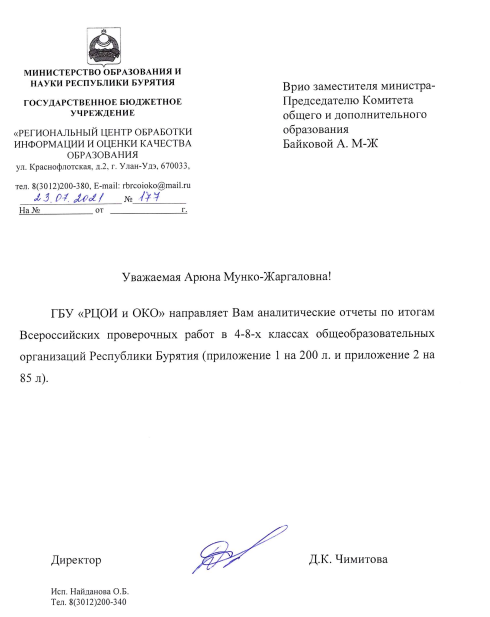 МИНИСТЕРСТВО ОБРАЗОВАНИЯ И
НАУКИ РЕСПУБЛИКИ БУРЯТИЯ
ГОСУДАРСТВЕННОЕ БЮДЖЕТНОЕ
УЧРЕЖДЕНИЕ
«РЕГИОНАЛЬНЫЙ ЦЕНТР ОБРАБОТКИ
ИНФОРМАЦИИ И ОЦЕНКИ КАЧЕСТВА
ОБРАЗОВАНИЯ
ул. Краснофлотская, д.2, г. Улан-Удэ, 670033,
тел. 8(3012)200-380, E-mail: rbrcoioko@mail.ru
23.07.2021 № 177
На № от г.
Врио заместителя министра-
Председателю Комитета
общего и дополнительного
образования
Байковой А. М-Ж
Уважаемая Арюна Мунко-Жаргаловна!
ГБУ «РЦОИ и ОКО» направляет Вам аналитические отчеты по итогам
Всероссийских проверочных работ в 4-8-х классах общеобразовательных
организаций Республики Бурятия (приложение 1 на 200 л. и приложение 2 на
85 л).
Директор Д.К. Чимитова
Исп. Найданова О.Б.
Тел. 8(3012)200-340